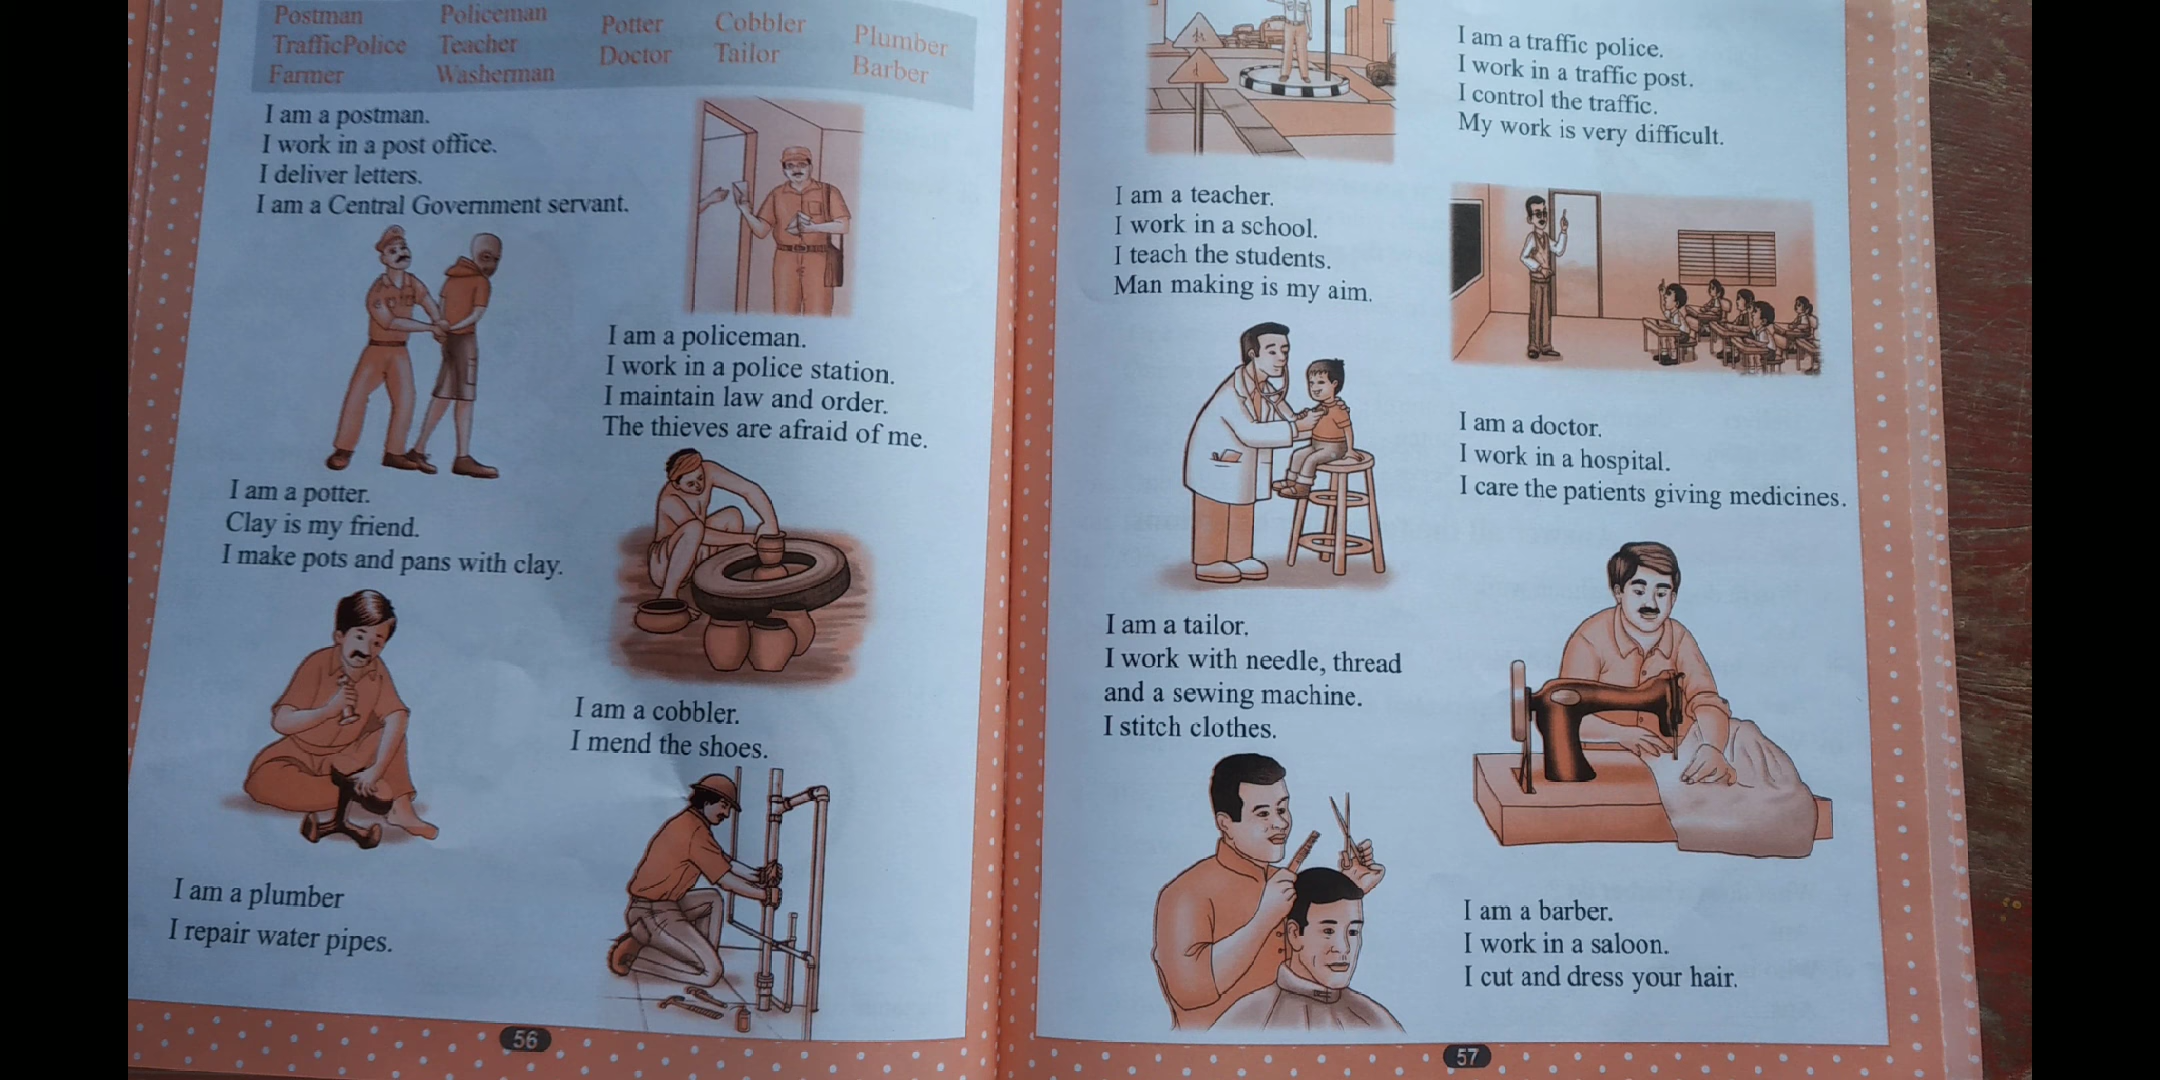 Postman Policeman Potter Cobbler Plumber
TrafficPolice Teacher Doctor Tailor Barber
Farmer Washerman
I am a postman.
I work in a post office.
I deliver letters.
I am a Central Government servant.
I am a policeman.
I work in a police station.
I maintain law and order.
The thieves are afraid of me.
I am a potter.
Clay is my friend.
I make pots and pans with clay.
I am a cobbler.
I mend the shoes.
I am a plumber
I repair water pipes.
56
I am a traffic police.
I work in a traffic post.
I control the traffic.
My work is very difficult.
I am a teacher.
I work in a school.
I teach the students.
Man making is my aim.
I am a doctor.
I work in a hospital.
I care the patients giving medicines.
I am a tailor.
I work with needle, thread
and a sewing machine.
I stitch clothes.
I am a barber.
I work in a saloon.
I cut and dress your hair.
57